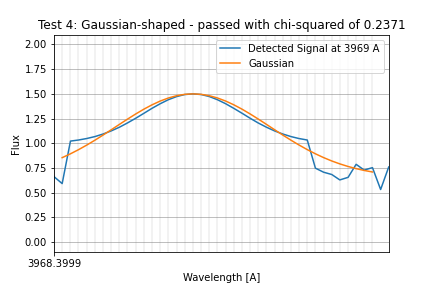 Test 4: Gaussian-shaped - passed with chi-squared of 0.2371
2.00
1.75
1.50
1.25
1.00
0.75
0.50
0.25
0.00
Flux
Detected Signal at 3969 A
Gaussian
3968.3999
Wavelength [A]